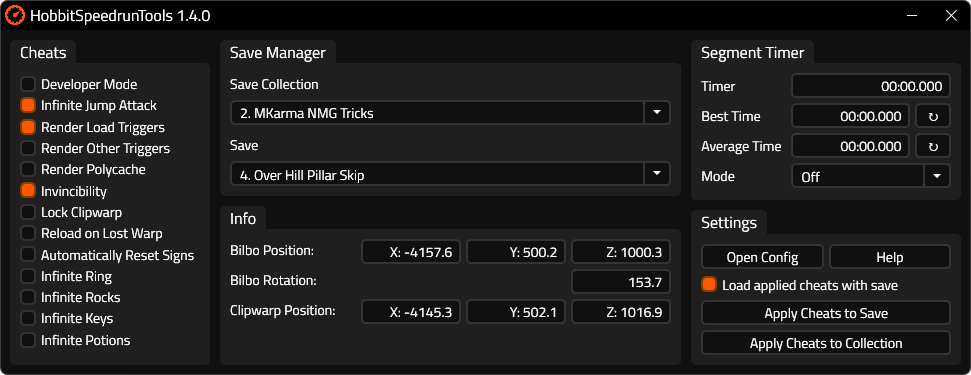 HobbitSpeedrunTools 1.4.0
Cheats
Developer Mode
Infinite Jump Attack
Render Load Triggers
Render Other Triggers
Render Polycache
Invincibility
Lock Clipwarp
Reload on Lost Warp
Automatically Reset Signs
Infinite Ring
Infinite Rocks
Infinite Keys
Infinite Potions
Save Manager
Save Collection
2. MKarma NMG Tricks
Save
4. Over Hill Pillar Skip
Info
Bilbo Position: X: -4157.6 Y: 500.2 Z: 1000.3
Bilbo Rotation: 153.7
Clipwarp Position: X: -4145.3 Y: 502.1 Z: 1016.9
Segment Timer
Timer 00:00.000
Best Time 00:00.000 ↻
Average Time 00:00.000 ↻
Mode Off
Settings
Open Config Help
Load applied cheats with save
Apply Cheats to Save
Apply Cheats to Collection